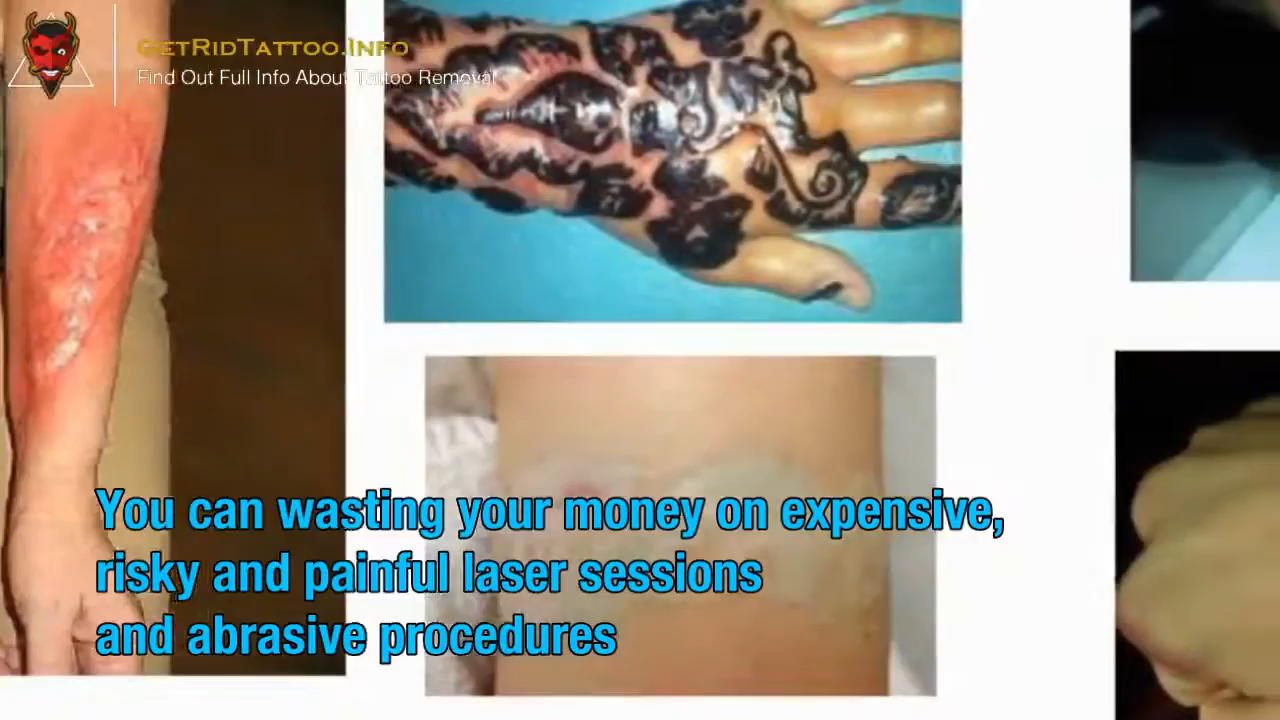 GetRidTattoo.Info
Find Out Full Info About Tattoo Removal
You can wasting your money on expensive,
risky and painful laser sessions
and abrasive procedures